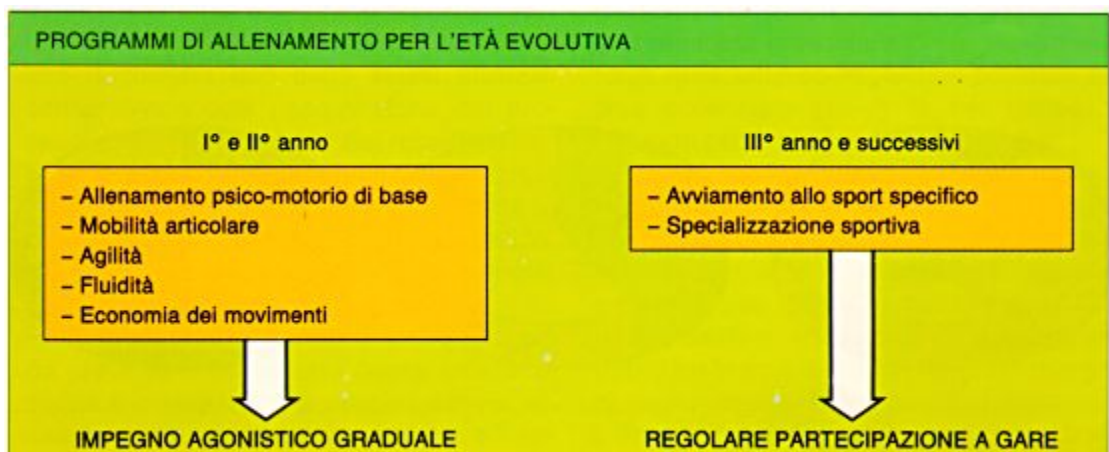 PROGRAMMI DI ALLENAMENTO PER L'ETÀ EVOLUTIVA
I° e II° anno
– Allenamento psico-motorio di base
– Mobilità articolare
– Agilità
– Fluidità
– Economia dei movimenti
IMPEGNO AGONISTICO GRADUALE
III° anno e successivi
– Avviamento allo sport specifico
– Specializzazione sportiva
REGOLARE PARTECIPAZIONE A GARE